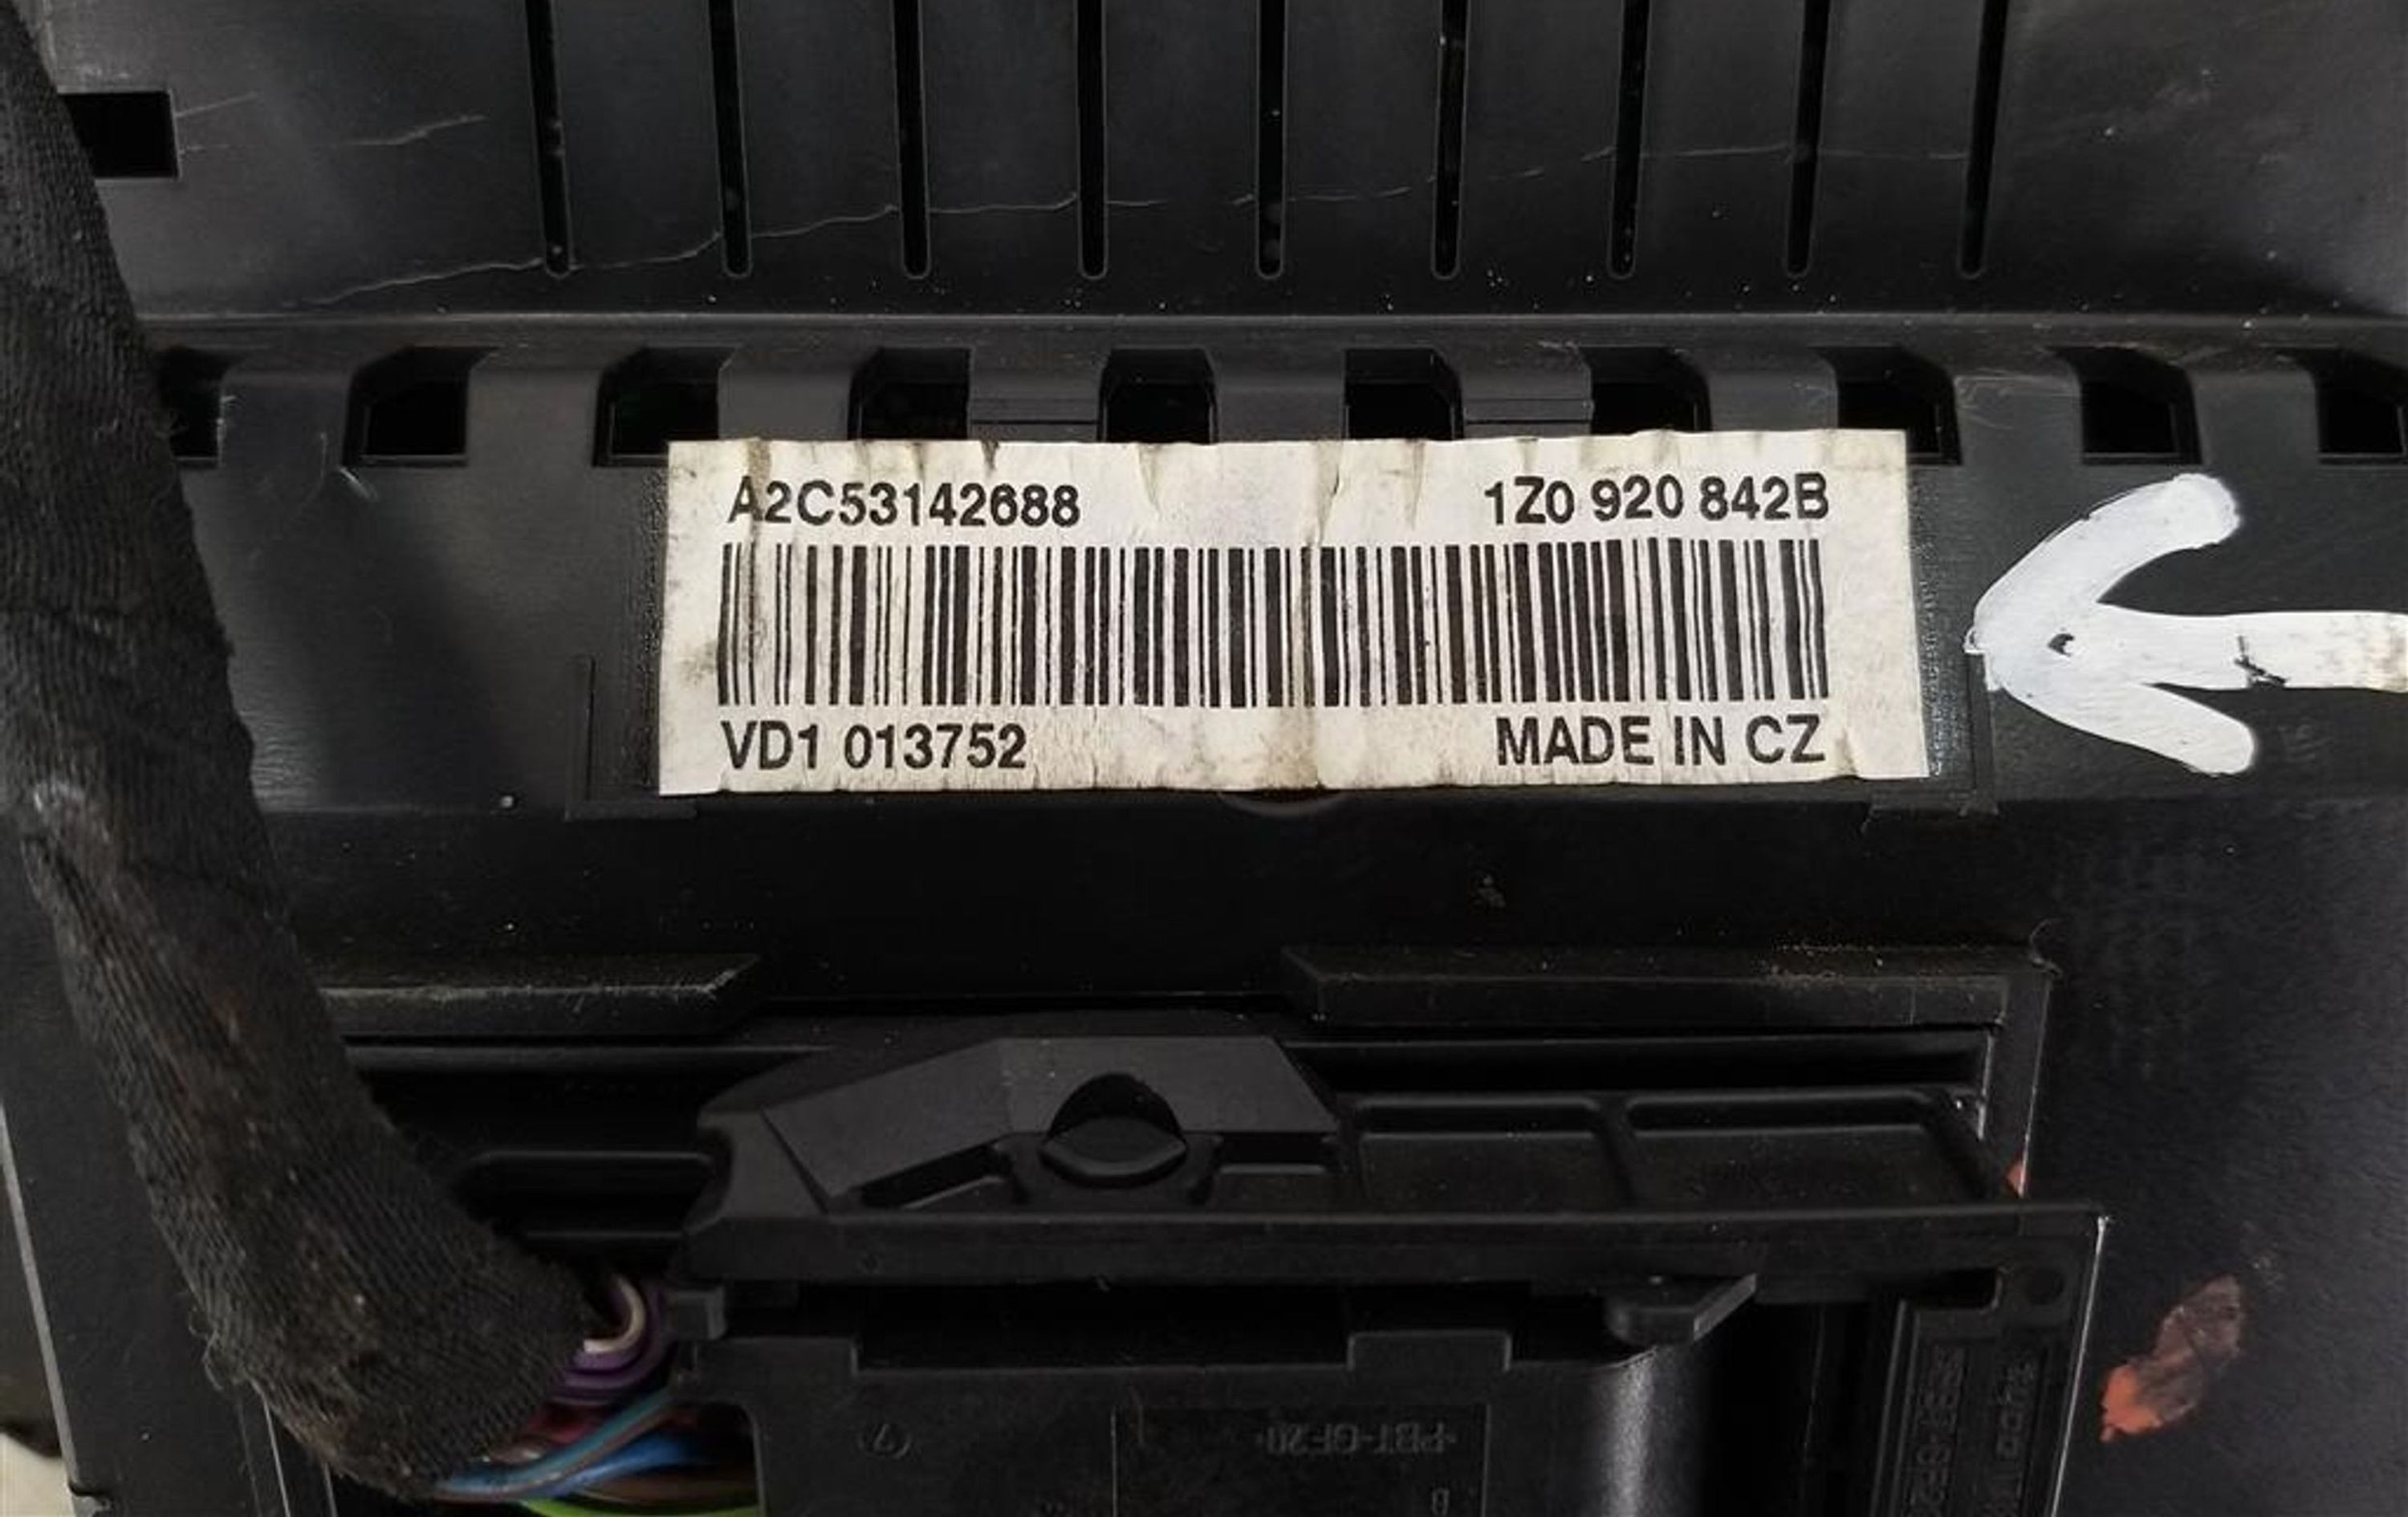 A2C53142688 1Z0 920 842B
VD1 013752 MADE IN CZ
>PBT-GF20<